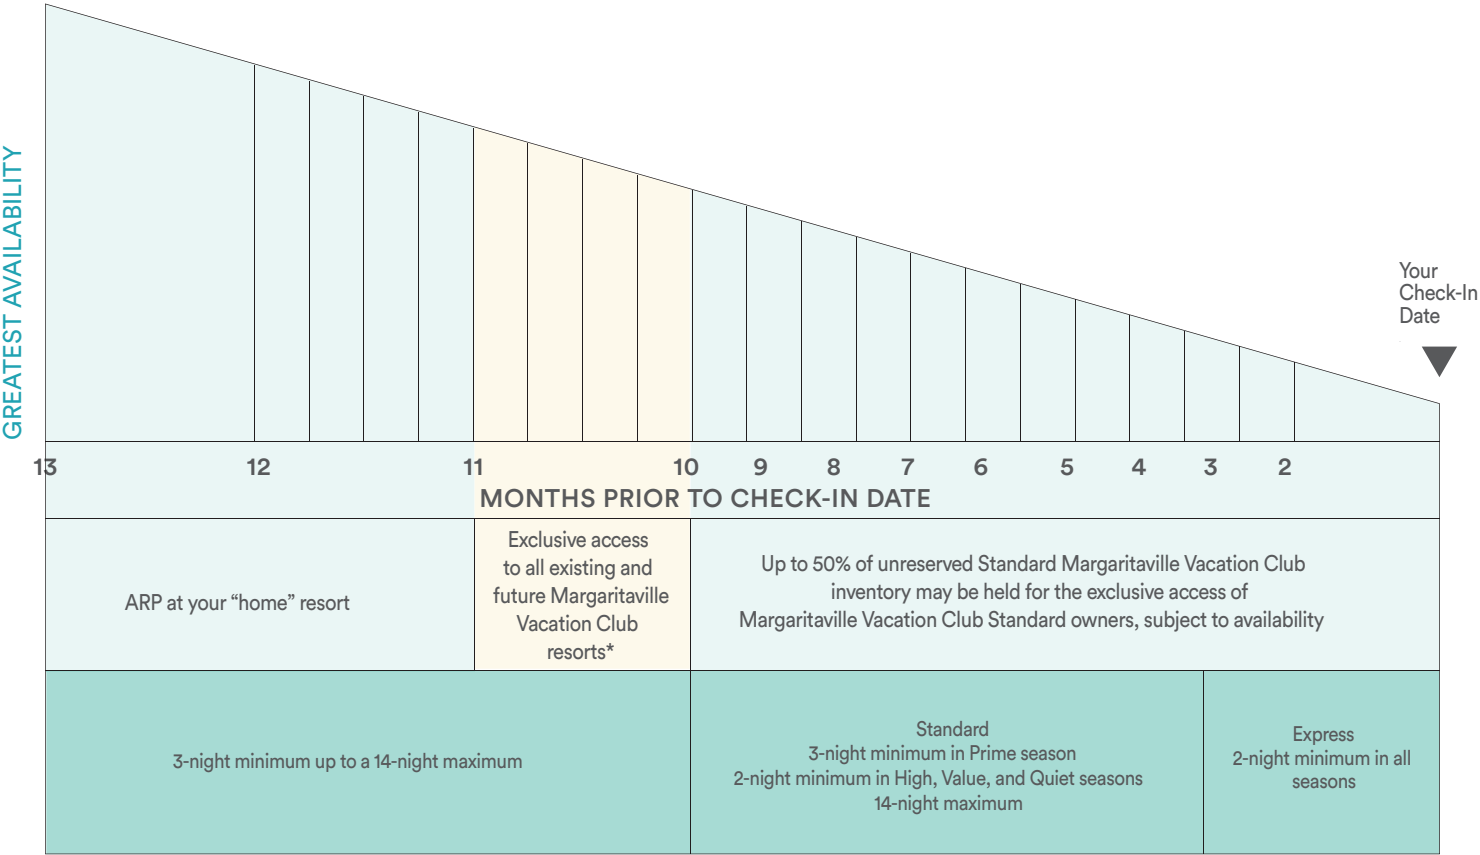 GREATEST AVAILABILITY
Your
Check-In
Date
13 12 11 10 9 8 7 6 5 4 3 2
MONTHS PRIOR TO CHECK-IN DATE
ARP at your “home” resort
Exclusive access
to all existing and
future Margaritaville
Vacation Club
resorts*
Up to 50% of unreserved Standard Margaritaville Vacation Club
inventory may be held for the exclusive access of
Margaritaville Vacation Club Standard owners, subject to availability
3-night minimum up to a 14-night maximum
Standard
3-night minimum in Prime season
2-night minimum in High, Value, and Quiet seasons
14-night maximum
Express
2-night minimum in all
seasons